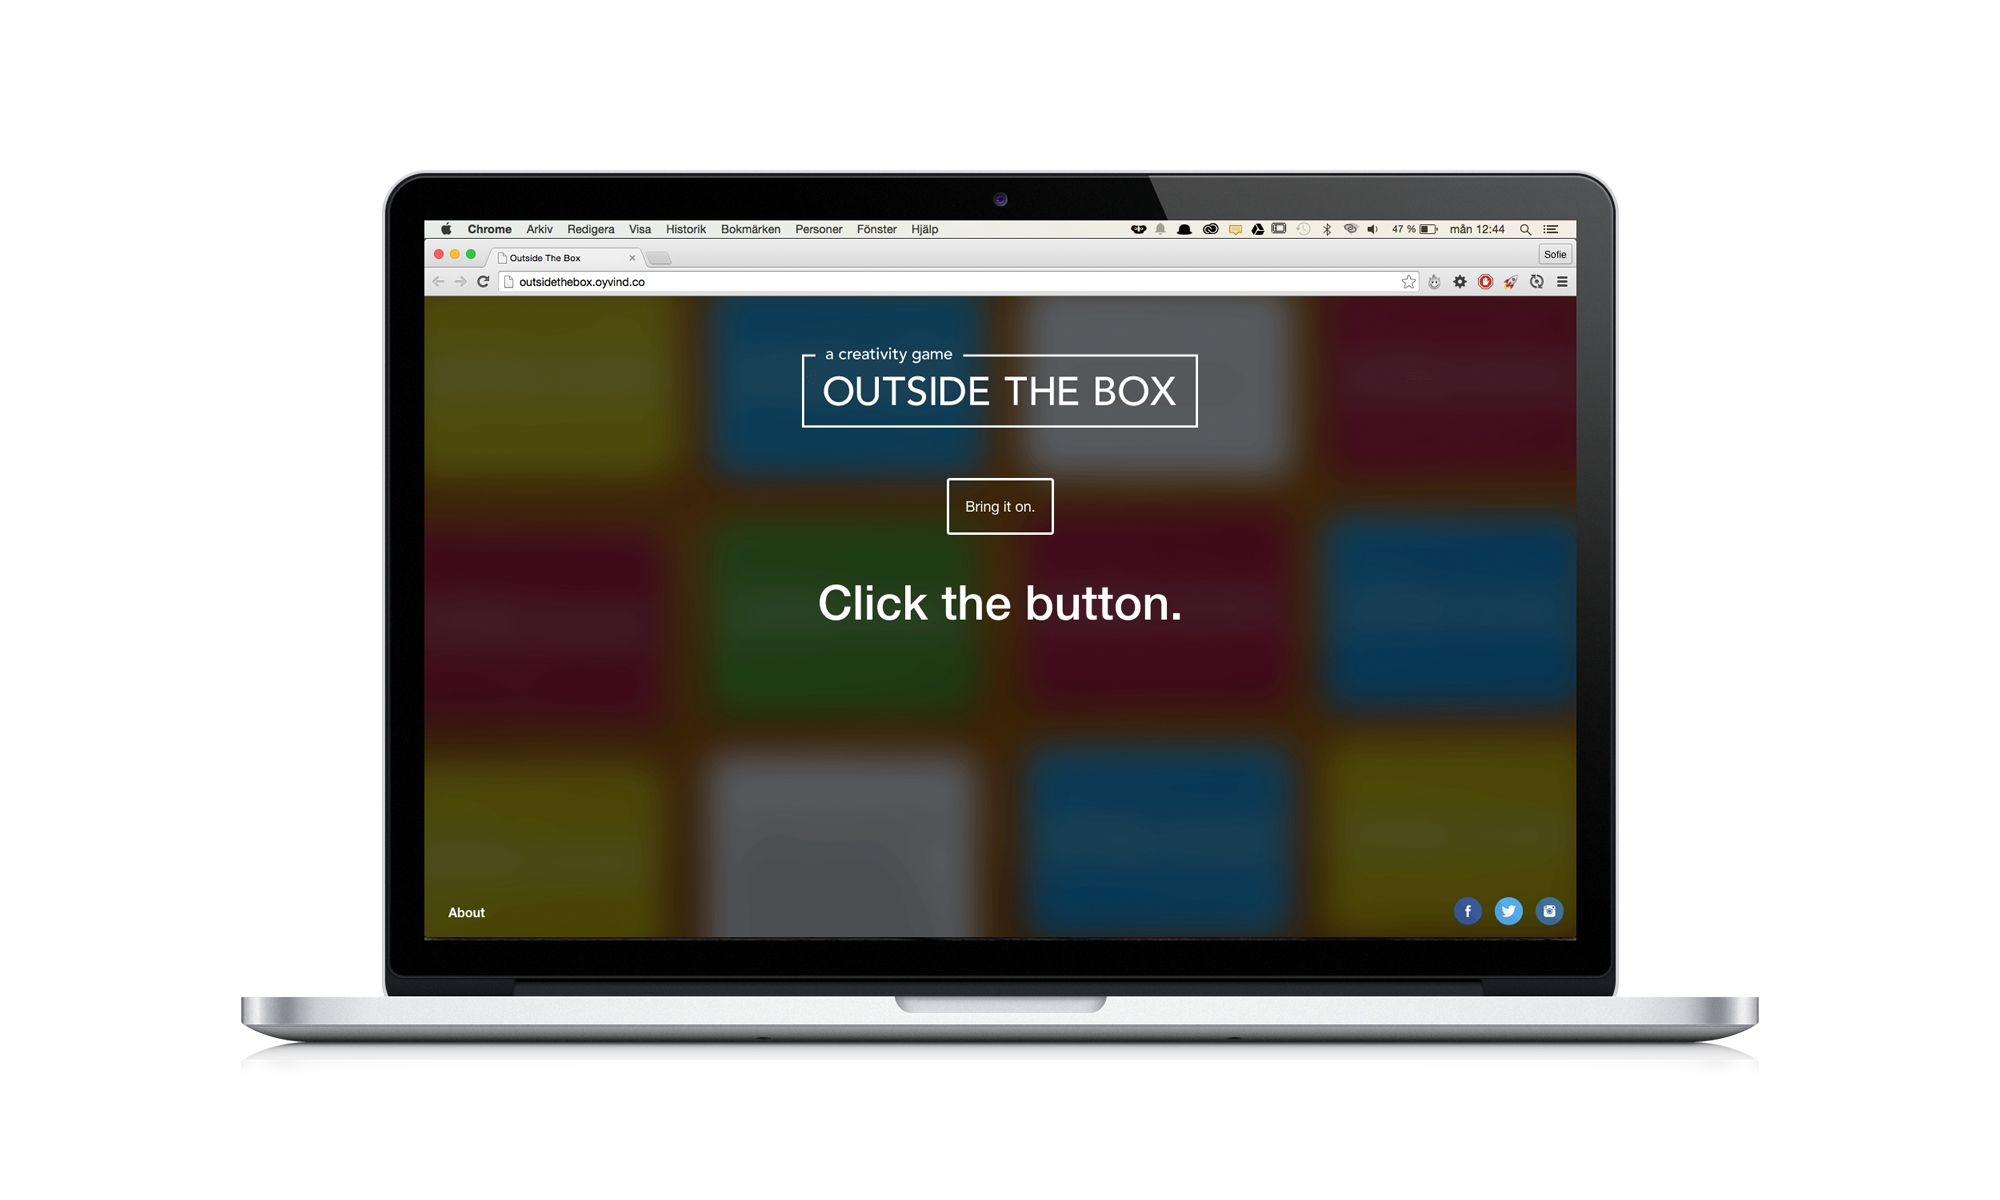 Chrome Arkiv Redigera Visa Historik Bokmärken Personer Fönster Hjälp 47 % mån 12:44
Outside The Box Sofie
outsidethebox.oyvind.co
a creativity game
OUTSIDE THE BOX
Bring it on.
Click the button.
About